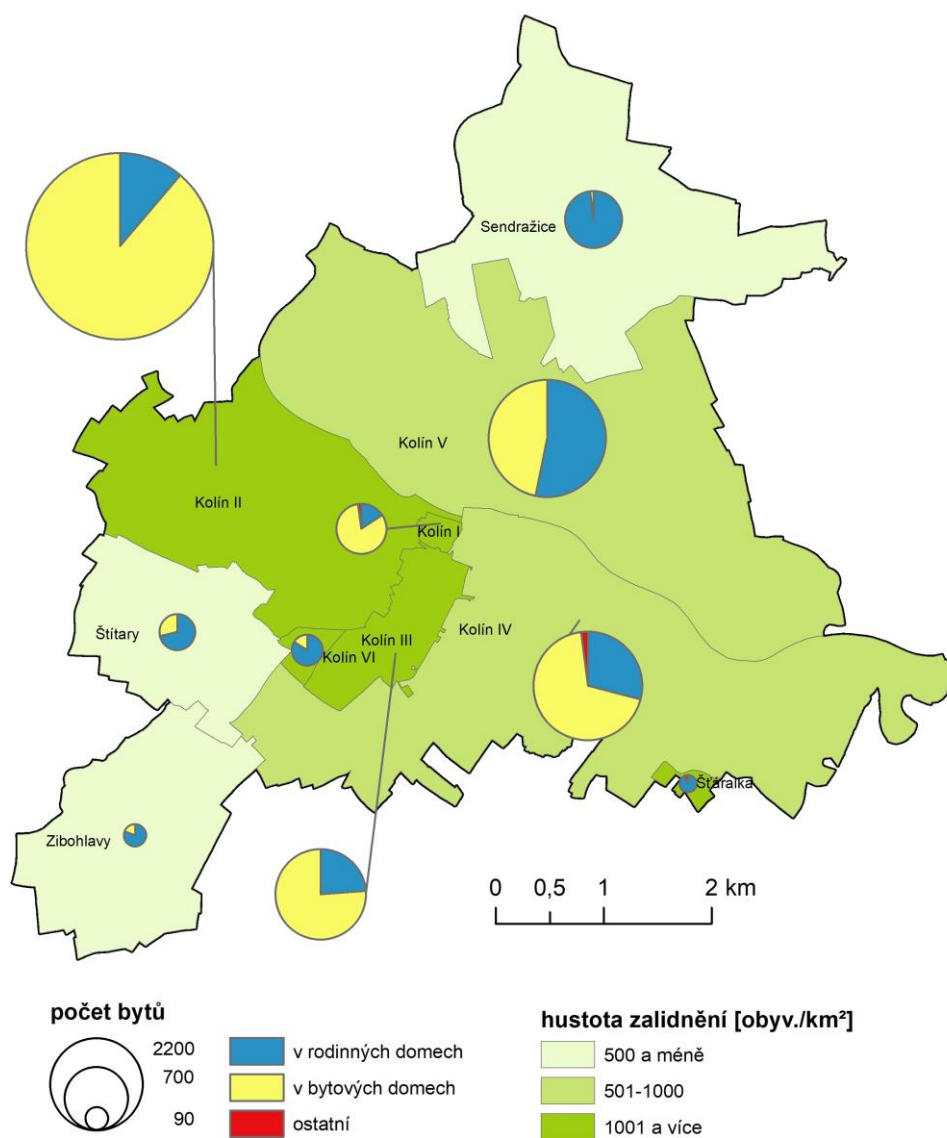 Sendražice
Kolín V
Kolín II
Kolín I
Štítary
Kolín III
Kolín IV
Kolín VI
Šťáralka
Zibohlavy
0 0,5 1 2 km
počet bytů
2200
700
90
v rodinných domech
v bytových domech
ostatní
hustota zalidnění [obyv./km²]
500 a méně
501-1000
1001 a více